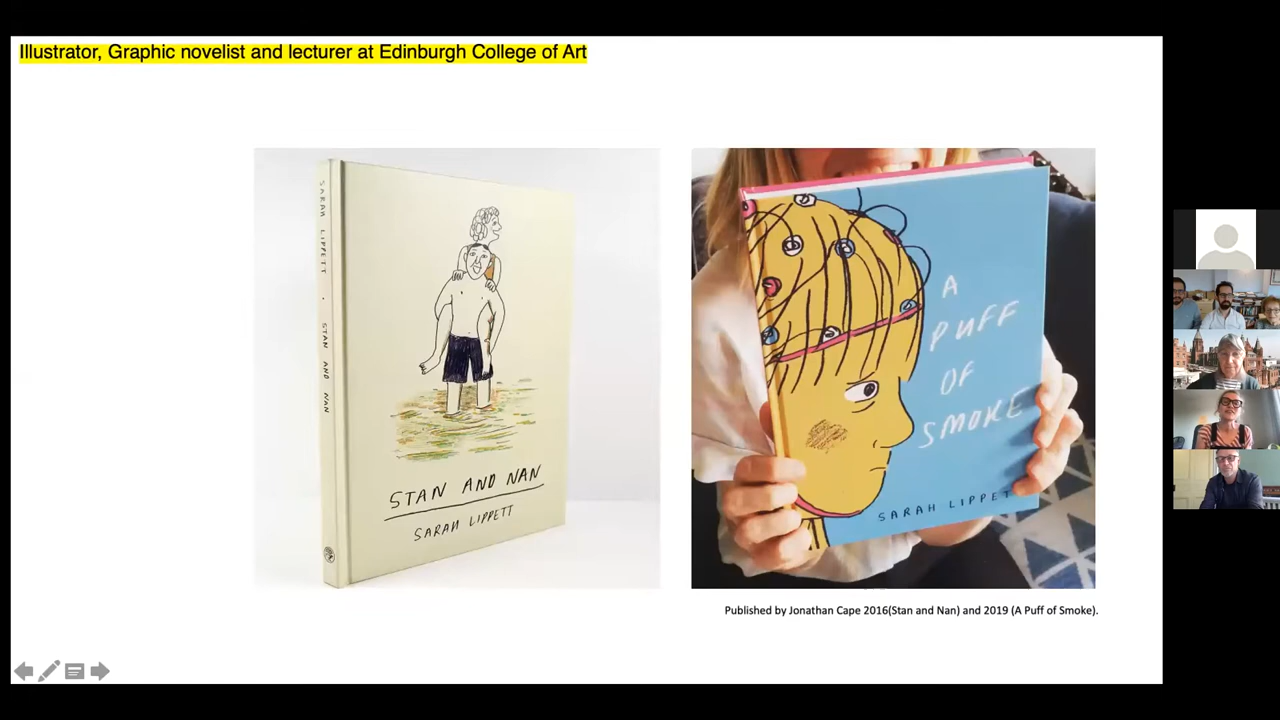 Illustrator, Graphic novelist and lecturer at Edinburgh College of Art
SARAH LIPPETT . STAN AND NAN
STAN AND NAN
SARAH LIPPETT
A
PUFF
OF
SMOKE
SARAH LIPPET
Published by Jonathan Cape 2016(Stan and Nan) and 2019 (A Puff of Smoke).